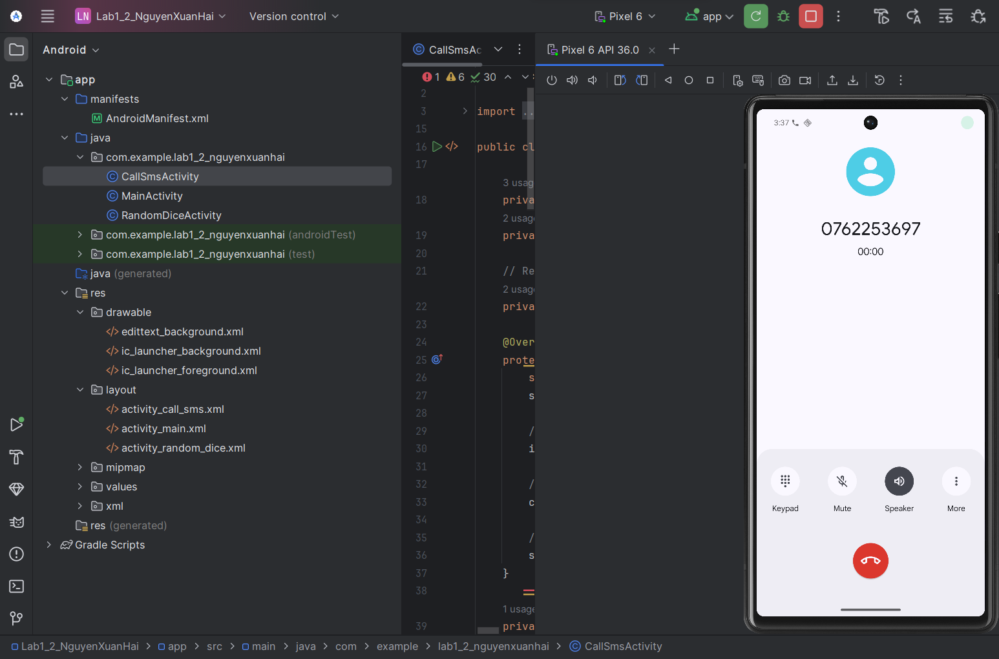 LN Lab1_2_NguyenXuanHai Version control Pixel 6 app
Android
app
manifests
AndroidManifest.xml
java
com.example.lab1_2_nguyenxuanhai
CallSmsActivity
MainActivity
RandomDiceActivity
com.example.lab1_2_nguyenxuanhai (androidTest)
com.example.lab1_2_nguyenxuanhai (test)
java (generated)
res
drawable
edittext_background.xml
ic_launcher_background.xml
ic_launcher_foreground.xml
layout
activity_call_sms.xml
activity_main.xml
activity_random_dice.xml
mipmap
values
xml
res (generated)
Gradle Scripts
CallSmsAc
1 6 30
2
3 import ..
15
16 public cl
17
3 usag
18 priva
2 usage
19 priva
20
21 // Re
2 usag
22 priva
23
24 @Over
25 prote
26 s
27 s
28
29 /
30 i
31
32 /
33 c
34
35 /
36 s
37 }
38
1 usage
39 priva
Pixel 6 API 36.0
3:37
0762253697
00:00
Keypad Mute Speaker More
Lab1_2_NguyenXuanHai > app > src > main > java > com > example > lab1_2_nguyenxuanhai > CallSmsActivity